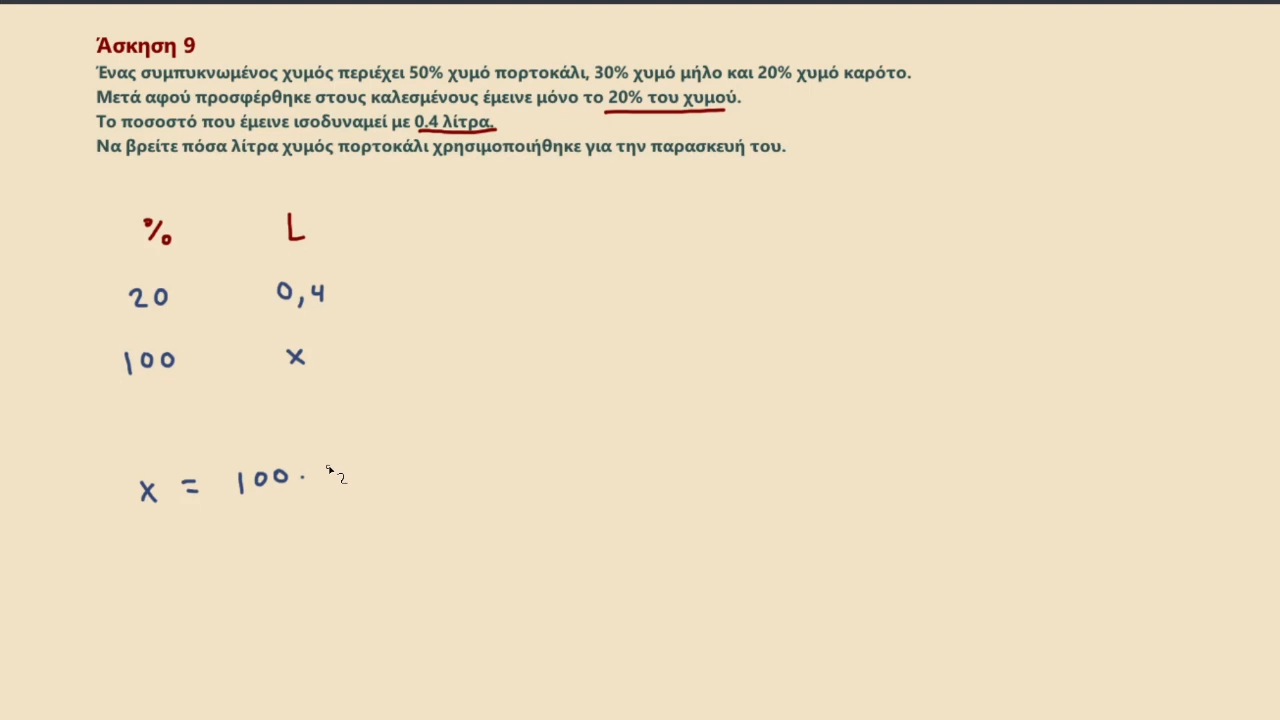 Άσκηση 9
Ένας συμπυκνωμένος χυμός περιέχει 50% χυμό πορτοκάλι, 30% χυμό μήλο και 20% χυμό καρότο.
Μετά αφού προσφέρθηκε στους καλεσμένους έμεινε μόνο το 20% του χυμού.
Το ποσοστό που έμεινε ισοδυναμεί με 0.4 λίτρα.
Να βρείτε πόσα λίτρα χυμός πορτοκάλι χρησιμοποιήθηκε για την παρασκευή του.
% L
20 0,4
100 x
x = 100 ·